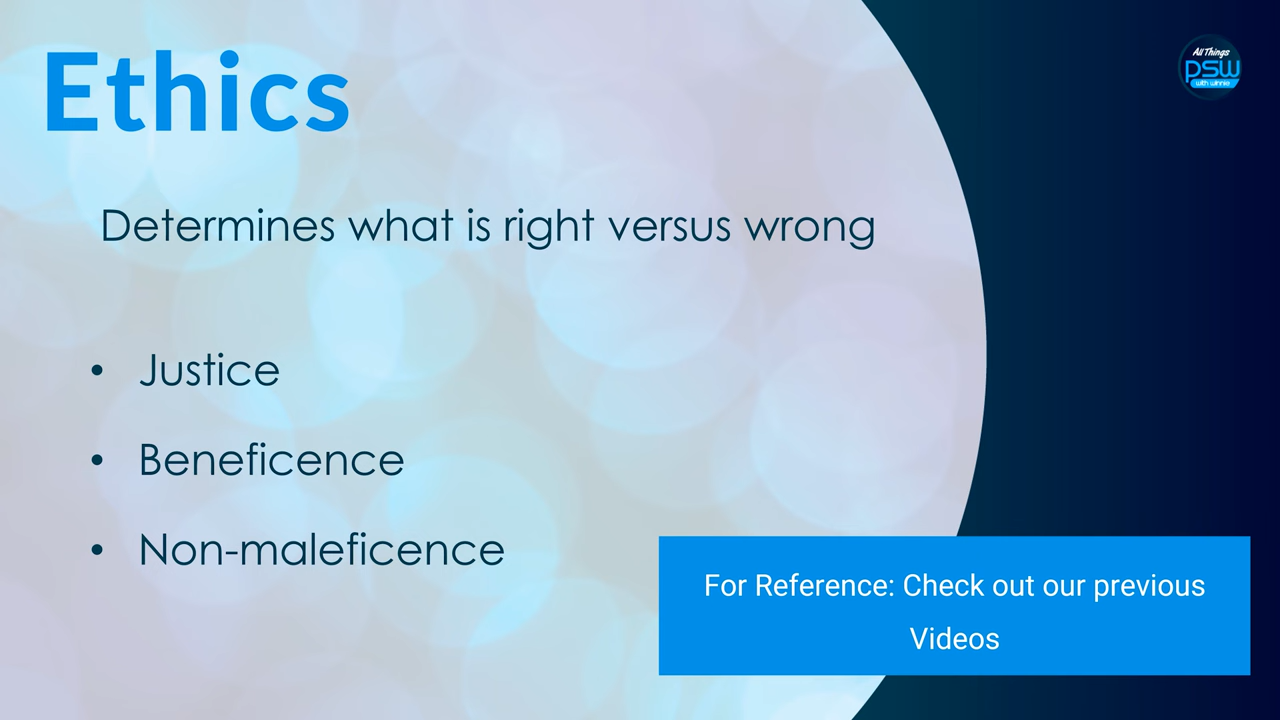 Ethics
All Things
PSW
with winnie
Determines what is right versus wrong
• Justice
• Beneficence
• Non-maleficence
For Reference: Check out our previous
Videos